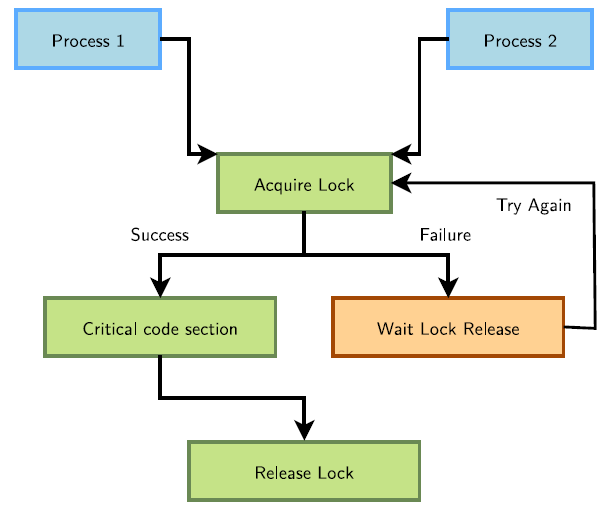 Process 1
Process 2
Acquire Lock
Try Again
Success
Failure
Critical code section
Wait Lock Release
Release Lock